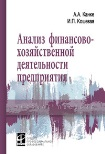 А.А. Канке
И.П. Кошевая
Анализ финансово-
хозяйственной
деятельности
предприятия